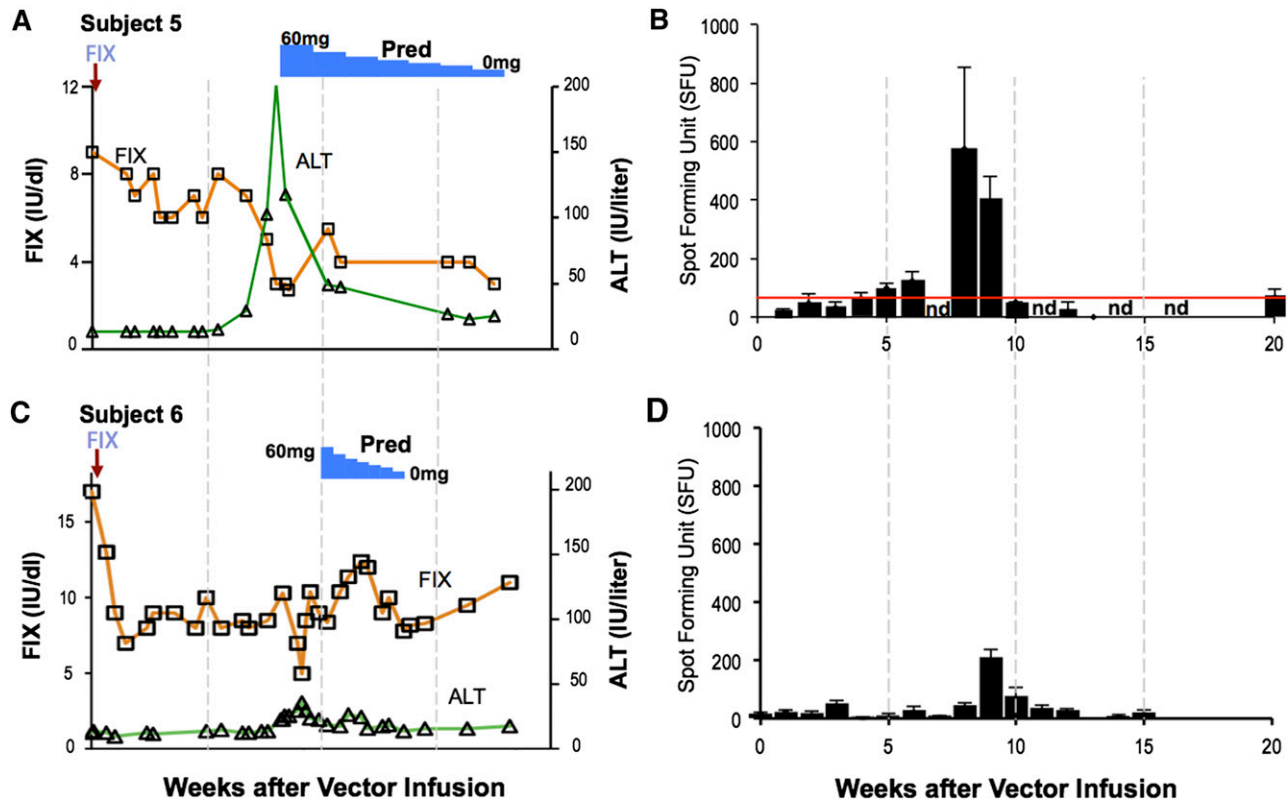 A
Subject 5
FIX
60mg
Pred
0mg
12
8
4
0
FIX (IU/dl)
FIX
ALT
200
150
100
50
0
ALT (IU/liter)
B
1000
800
600
400
200
0
Spot Forming Unit (SFU)
nd
nd
nd
nd
0
5
10
15
20
C
Subject 6
FIX
60mg
Pred
0mg
15
10
5
0
FIX (IU/dl)
FIX
ALT
200
150
100
50
0
ALT (IU/liter)
Weeks after Vector Infusion
D
1000
800
600
400
200
0
Spot Forming Unit (SFU)
0
5
10
15
20
Weeks after Vector Infusion